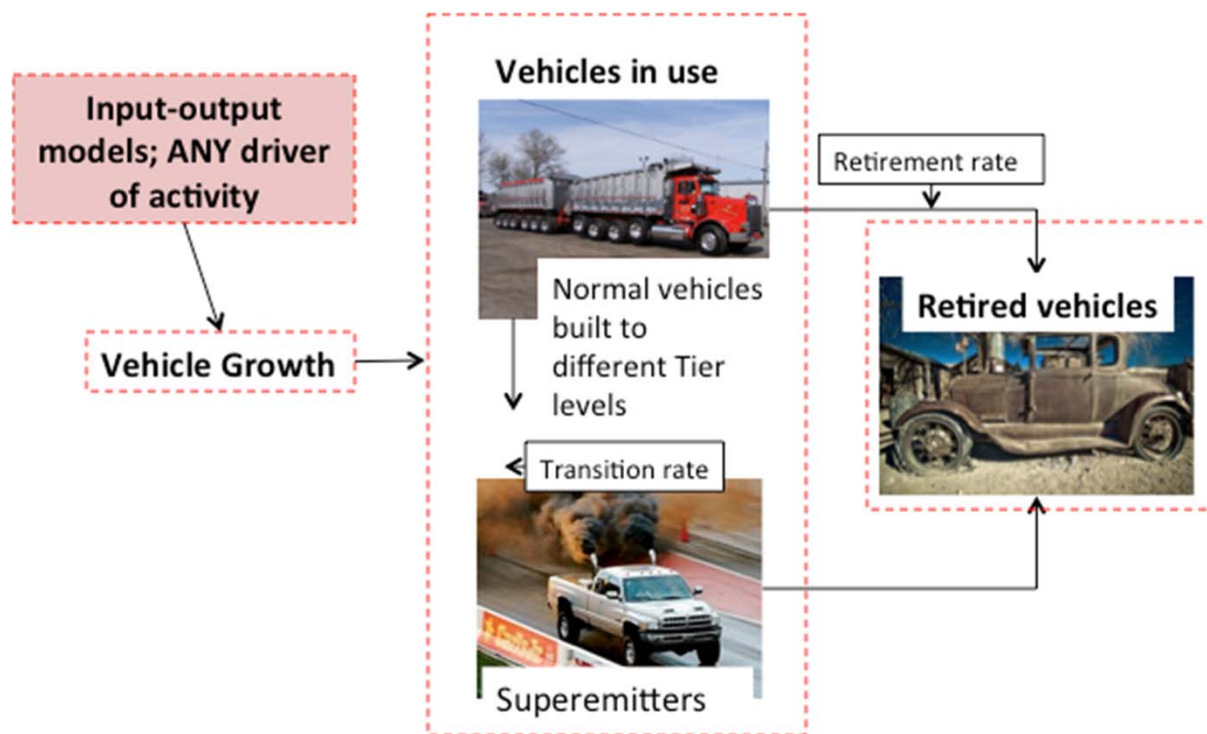 Input-output
models; ANY driver
of activity
Vehicle Growth
Vehicles in use
Normal vehicles
built to
different Tier
levels
Transition rate
Superemitters
Retirement rate
Retired vehicles